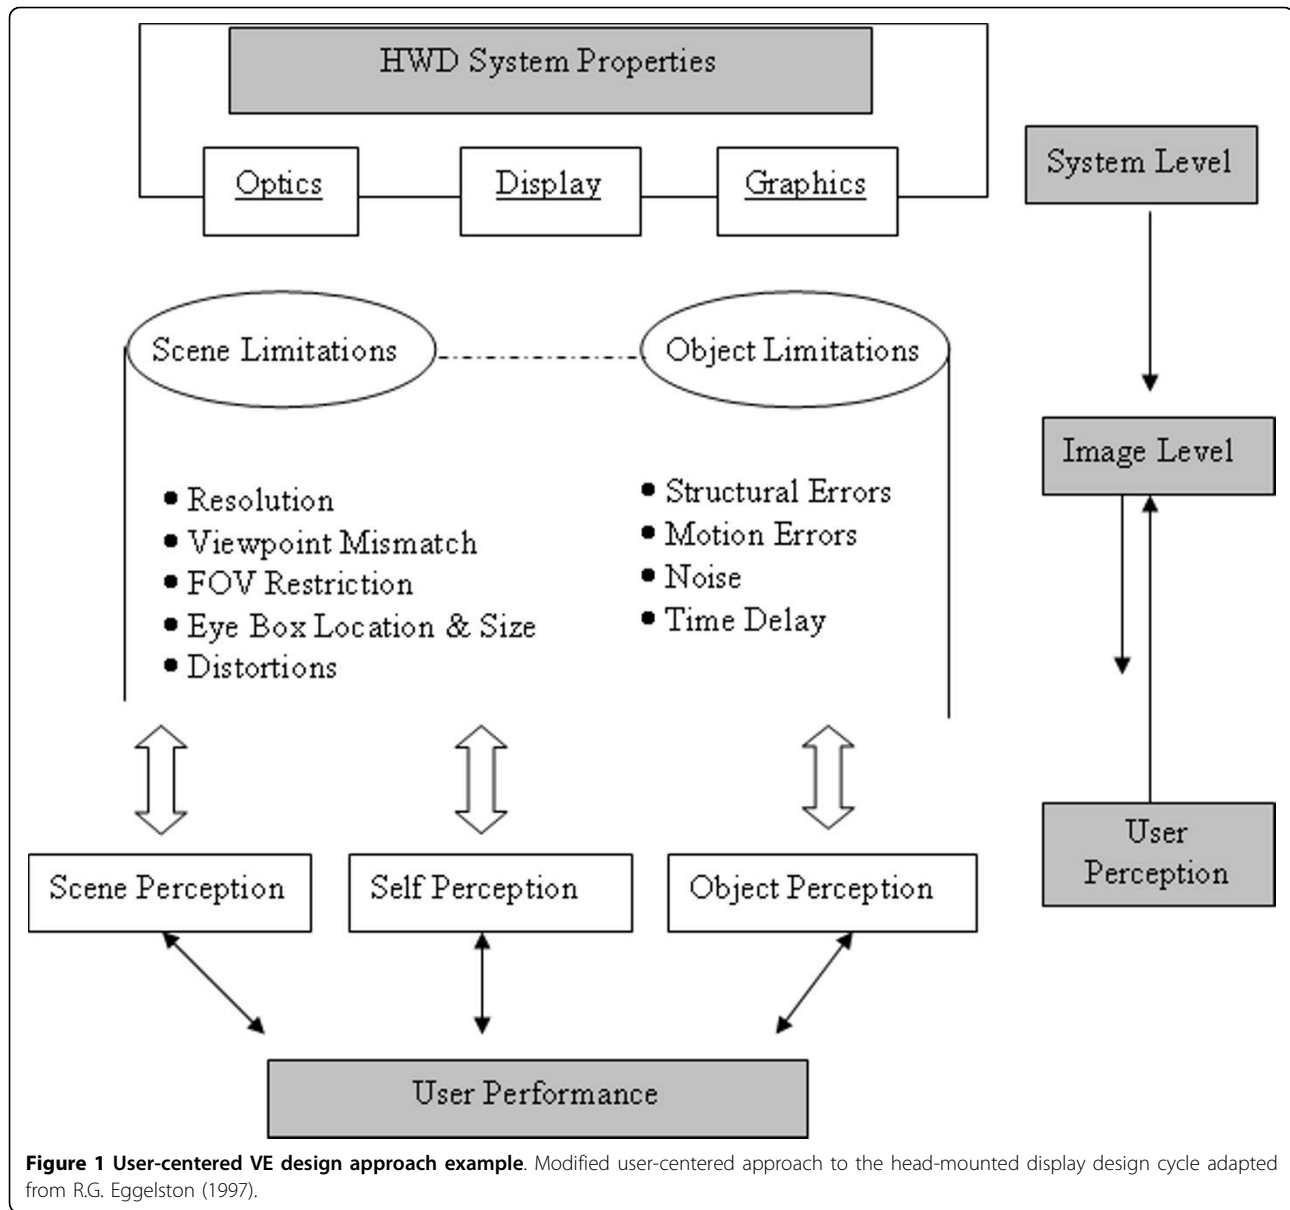 HWD System Properties
Optics
Display
Graphics
System Level
Scene Limitations
Object Limitations
Image Level
• Resolution
• Viewpoint Mismatch
• FOV Restriction
• Eye Box Location & Size
• Distortions
• Structural Errors
• Motion Errors
• Noise
• Time Delay
User
Perception
Scene Perception
Self Perception
Object Perception
User Performance
Figure 1 User-centered VE design approach example. Modified user-centered approach to the head-mounted display design cycle adapted
from R.G. Eggelston (1997).